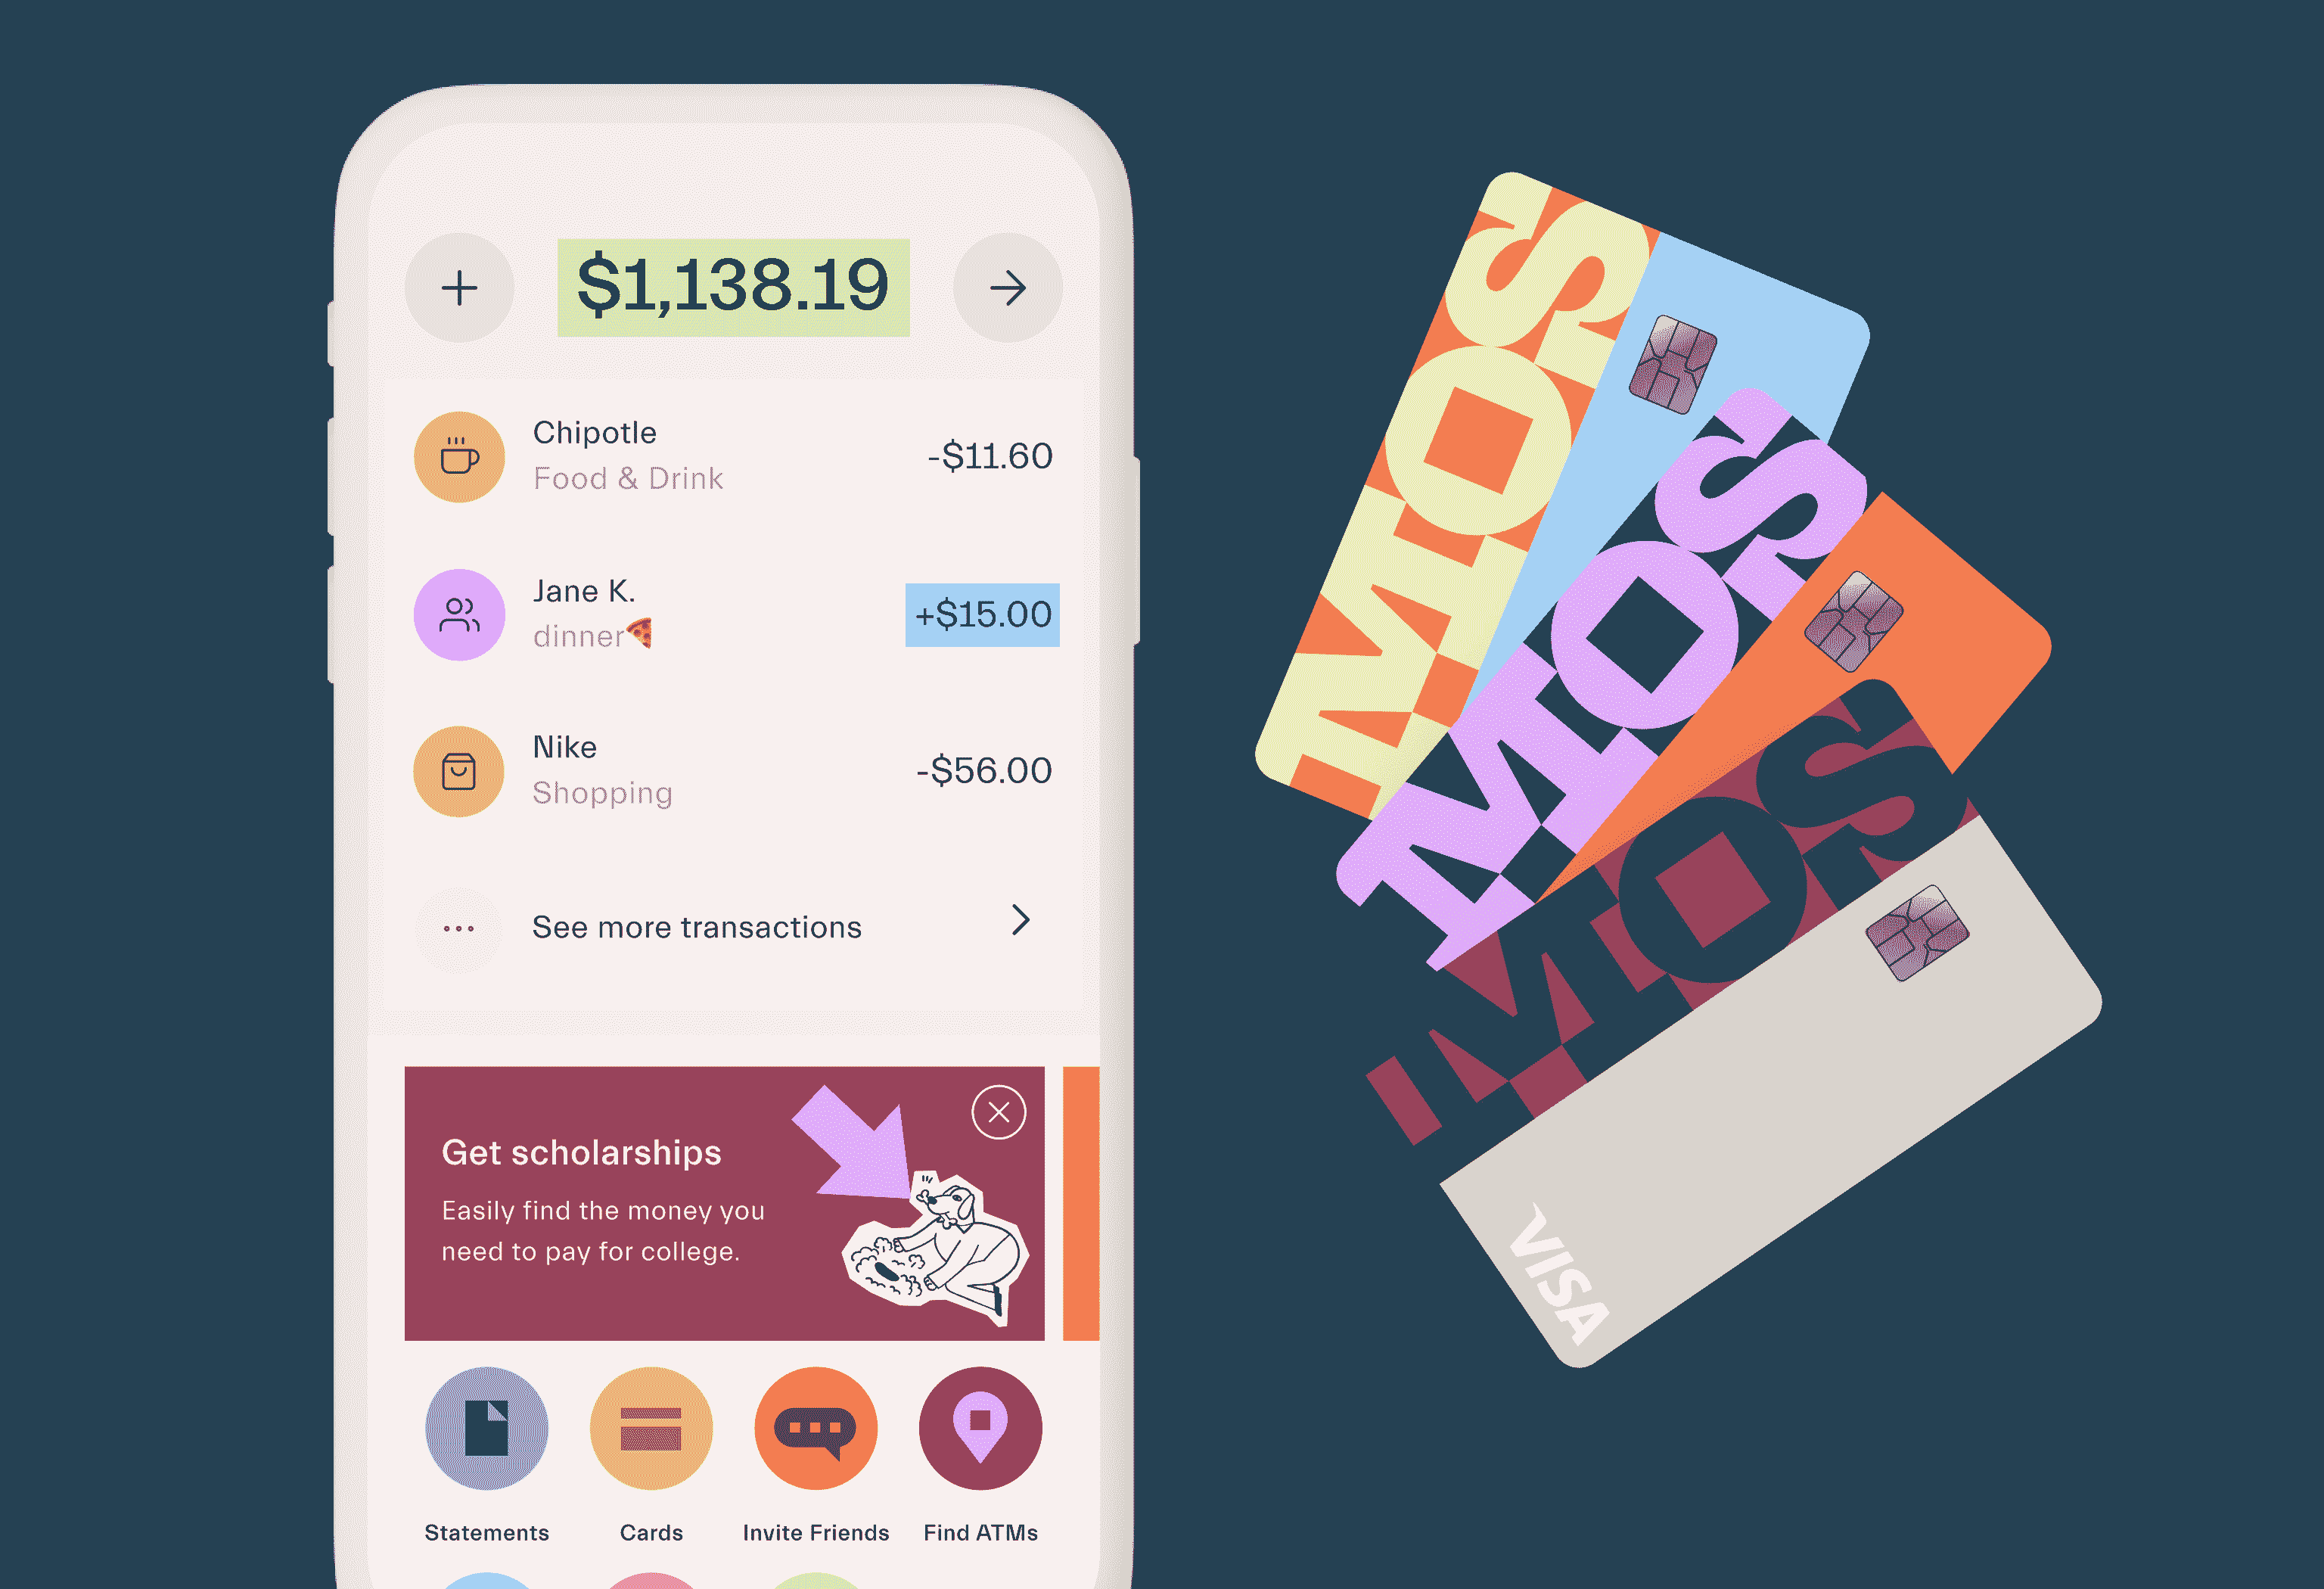 $1,138.19
Chipotle
Food & Drink
-$11.60
Jane K.
dinner🍕
+$15.00
Nike
Shopping
-$56.00
See more transactions
Get scholarships
Easily find the money you
need to pay for college.
Statements
Cards
Invite Friends
Find ATMs
MOS
MOS
MOS
VISA